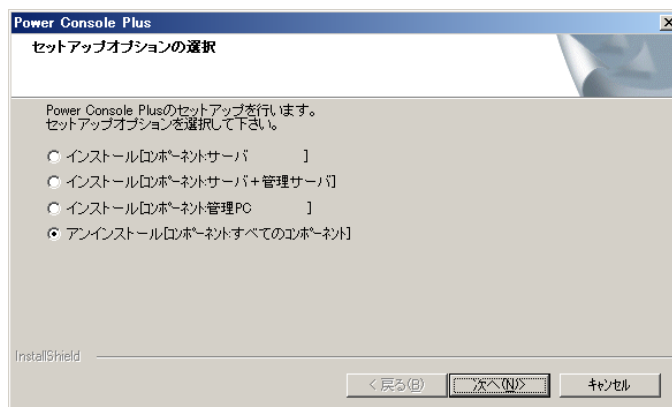 Power Console Plus
セットアップオプションの選択
Power Console Plusのセットアップを行います。
セットアップオプションを選択して下さい。
インストール[ｺﾝﾎﾟｰﾈﾝﾄ:サーバ ]
インストール[ｺﾝﾎﾟｰﾈﾝﾄ:サーバ+管理サーバ]
インストール[ｺﾝﾎﾟｰﾈﾝﾄ:管理PC ]
アンインストール[ｺﾝﾎﾟｰﾈﾝﾄ:すべてのｺﾝﾎﾟｰﾈﾝﾄ]
InstallShield
< 戻る(B) 次へ(N)> ｷｬﾝｾﾙ